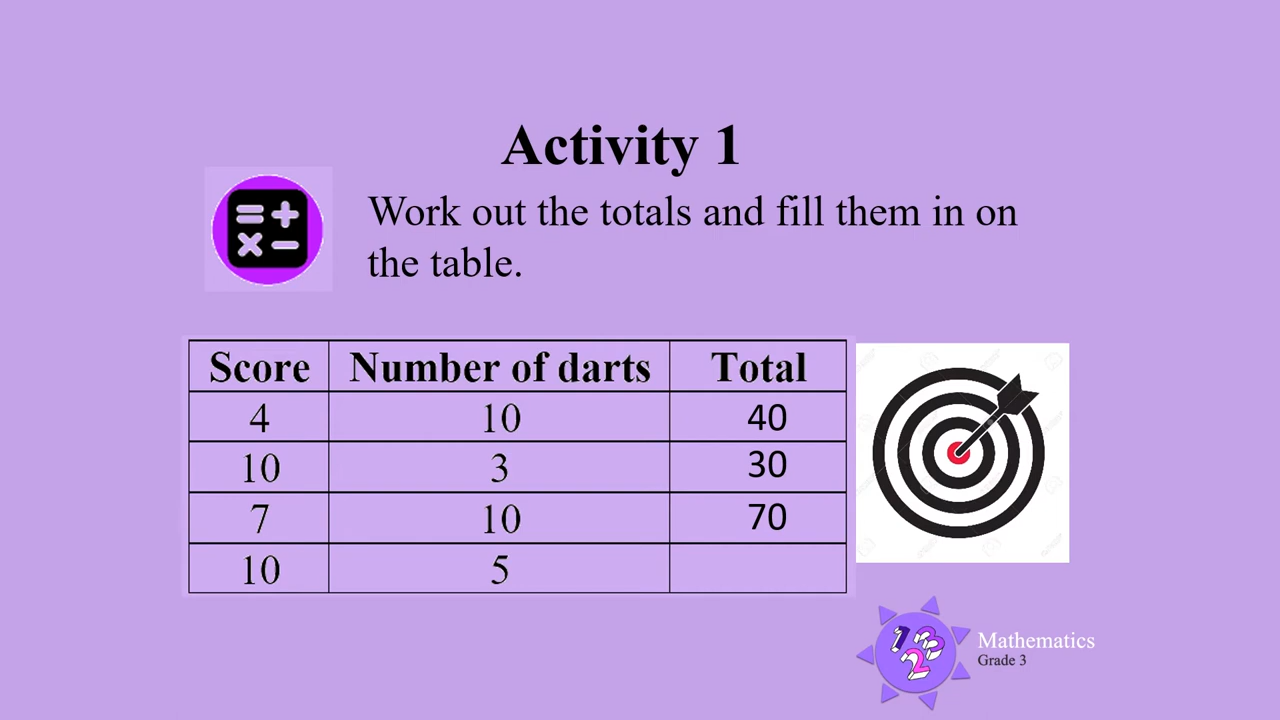 Activity 1
Work out the totals and fill them in on
the table.
Score Number of darts Total
4 10 40
10 3 30
7 10 70
10 5
123
Mathematics
Grade 3